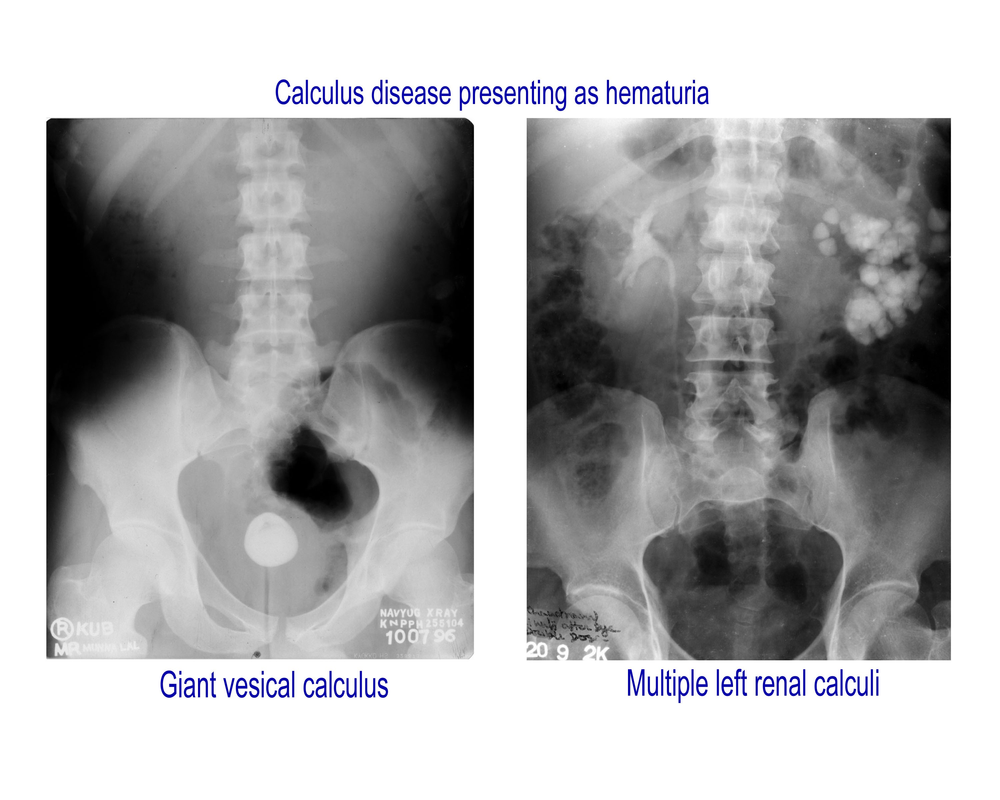 Calculus disease presenting as hematuria
NAVYUG XRAY
KNPPH 255104
100796
R KUB
MR MUNNA LAL
after
20 9 2K
Giant vesical calculus
Multiple left renal calculi